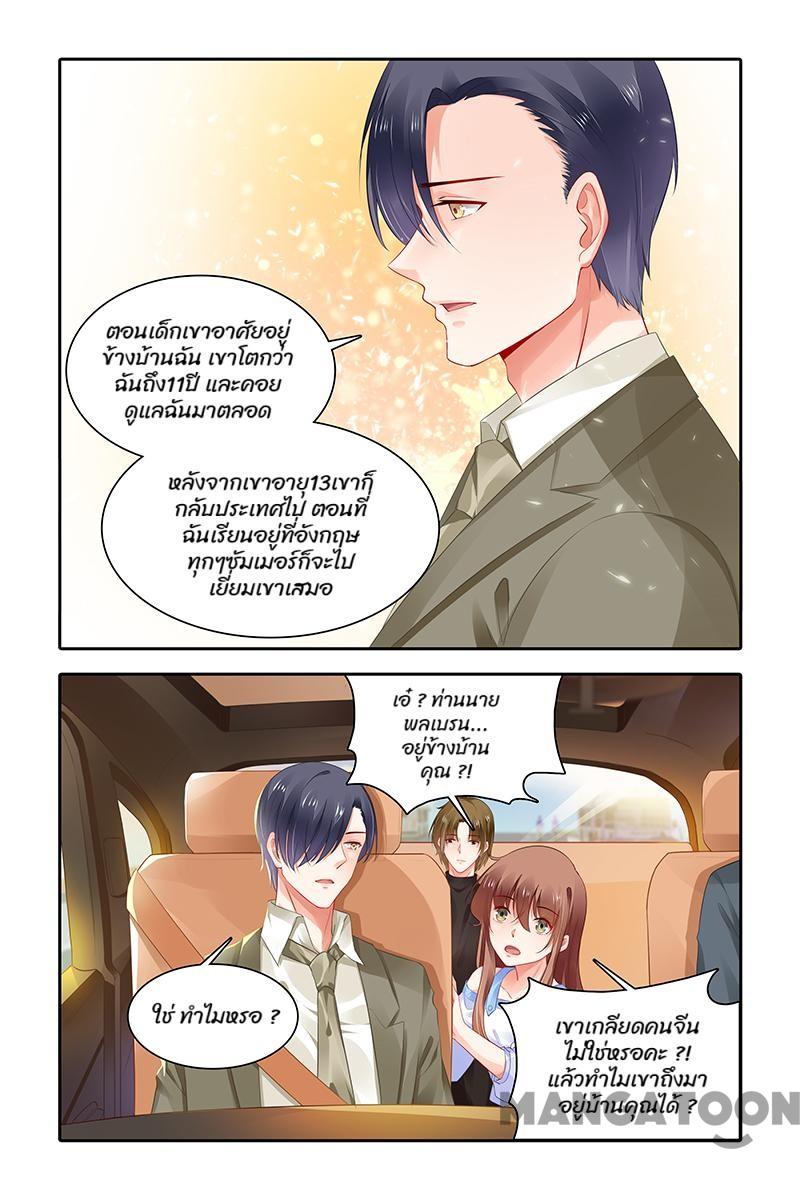 ตอนเด็กเขาอาศัยอยู่
ข้างบ้านฉัน เขาโตกว่า
ฉันถึง11ปี และคอย
ดูแลฉันมาตลอด
หลังจากเขาอายุ13เขาก็
กลับประเทศไป ตอนที่
ฉันเรียนอยู่ที่อังกฤษ
ทุกๆซัมเมอร์ก็จะไป
เยี่ยมเขาเสมอ
เอ๋ ? ท่านนาย
พลเบรน...
อยู่ข้างบ้าน
คุณ ?!
ใช่ ทำไมหรอ ?
เขาเกลียดคนจีน
ไม่ใช่หรอคะ ?!
แล้วทำไมเขาถึงมา
อยู่บ้านคุณได้ ?
MANGATOON